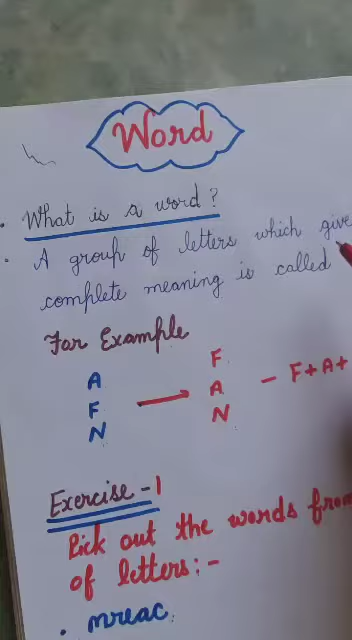 Word
What is a word?
A group of letters which give
complete meaning is called
For Example
A F
F → A - F+A+
N N
Exercise-1
Pick out the words from
of letters:-
• mreac